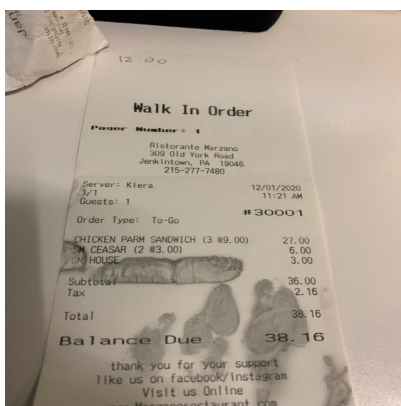 12:00
Walk In Order
Pager Number: 1
Ristorante Marzano
309 Old York Road
Jenkintown, PA 19046
215-277-7480
Server: Kiera 12/01/2020
1/1 11:21 AM
Guests: 1
#30001
Order Type: To-Go
CHICKEN PARM SANDWICH (3 @9.00) 27.00
SM CEASAR (2 @3.00) 6.00
SM HOUSE 3.00
Subtotal 36.00
Tax 2.16
Total 38.16
Balance Due 38.16
thank you for your support
like us on facebook/instagram
Visit us Online